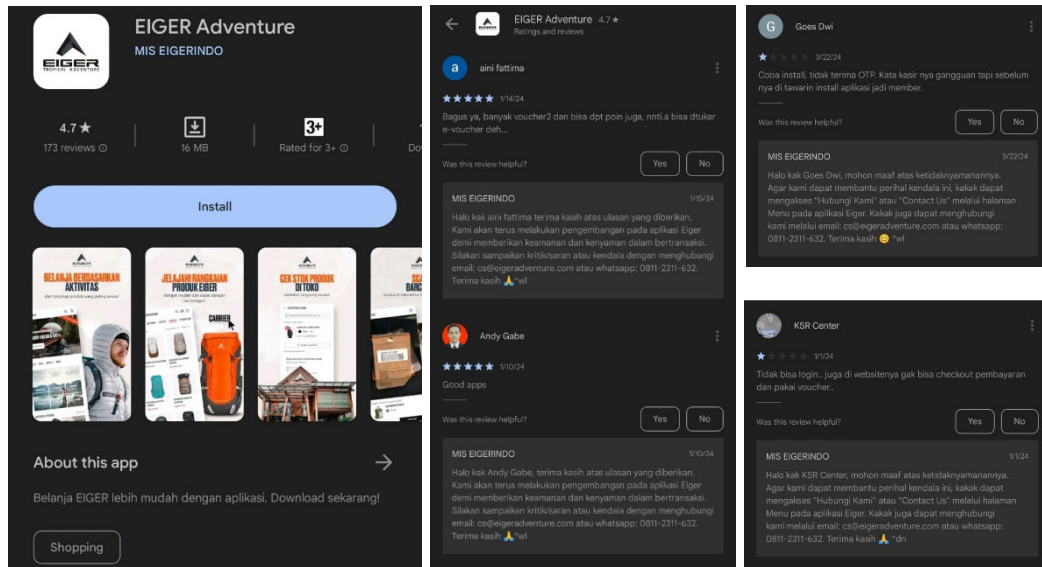 EIGER Adventure
MIS EIGERINDO
EIGER
TROPICAL ADVENTURE
4.7★
173 reviews
16 MB
3+
Rated for 3+
Do
Install
BELANJA BERDASARKAN
AKTIVITAS
JELAJAHI RANGKAIAN
PRODUK EIGER
CARRIER
CEK STOK PRODUK
DI TOKO
SCA
BARC
About this app
Belanja EIGER lebih mudah dengan aplikasi. Download sekarang!
Shopping
EIGER Adventure 4.7★
Ratings and reviews
a
aini fattima
★★★★★ 1/14/24
Bagus ya, banyak voucher2 dan bisa dpt poin juga, nnti.a bisa dtukar
e-voucher deh...
Was this review helpful?
Yes
No
MIS EIGERINDO 1/15/24
Halo kak aini fattima terima kasih atas ulasan yang diberikan.
Kami akan terus melakukan pengembangan pada aplikasi Eiger
demi memberikan keamanan dan kenyaman dalam bertransaksi.
Silakan sampaikan kritik/saran atau kendala dengan menghubungi
email: cs@eigeradventure.com atau whatsapp: 0811-2311-632.
Terima kasih 🙏^wl
Andy Gabe
★★★★★ 1/10/24
Good apps
Was this review helpful?
Yes
No
MIS EIGERINDO 1/10/24
Halo kak Andy Gabe, terima kasih atas ulasan yang diberikan.
Kami akan terus melakukan pengembangan pada aplikasi Eiger
demi memberikan keamanan dan kenyaman dalam bertransaksi.
Silakan sampaikan kritik/saran atau kendala dengan menghubungi
email: cs@eigeradventure.com atau whatsapp: 0811-2311-632.
Terima kasih 🙏^wl
G
Goes Dwi
★★★★★ 3/22/24
Coba install, tidak terima OTP. Kata kasir nya gangguan tapi sebelum
nya di tawarin install aplikasi jadi member.
Was this review helpful?
Yes
No
MIS EIGERINDO 3/22/24
Halo kak Goes Dwi, mohon maaf atas ketidaknyamanannya.
Agar kami dapat membantu perihal kendala ini, kakak dapat
mengakses "Hubungi Kami" atau "Contact Us" melalui halaman
Menu pada aplikasi Eiger. Kakak juga dapat menghubungi
kami melalui email: cs@eigeradventure.com atau whatsapp:
0811-2311-632. Terima kasih 😊 ^wl
KSR Center
★★★★★ 1/1/24
Tidak bisa login.. juga di websitenya gak bisa checkout pembayaran
dan pakai voucher..
Was this review helpful?
Yes
No
MIS EIGERINDO 1/1/24
Halo kak KSR Center, mohon maaf atas ketidaknyamanannya.
Agar kami dapat membantu perihal kendala ini, kakak dapat
mengakses "Hubungi Kami" atau "Contact Us" melalui halaman
Menu pada aplikasi Eiger. Kakak juga dapat menghubungi
kami melalui email: cs@eigeradventure.com atau whatsapp:
0811-2311-632. Terima kasih 🙏 ^dn